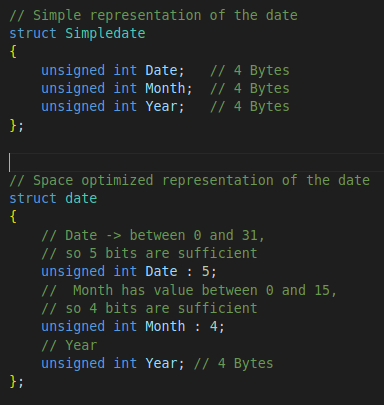 // Simple representation of the date
struct Simpledate
{
    unsigned int Date;   // 4 Bytes
    unsigned int Month;  // 4 Bytes
    unsigned int Year;   // 4 Bytes
};
// Space optimized representation of the date
struct date
{
    // Date -> between 0 and 31,
    // so 5 bits are sufficient
    unsigned int Date : 5;
    //  Month has value between 0 and 15,
    // so 4 bits are sufficient
    unsigned int Month : 4;
    // Year
    unsigned int Year; // 4 Bytes
};